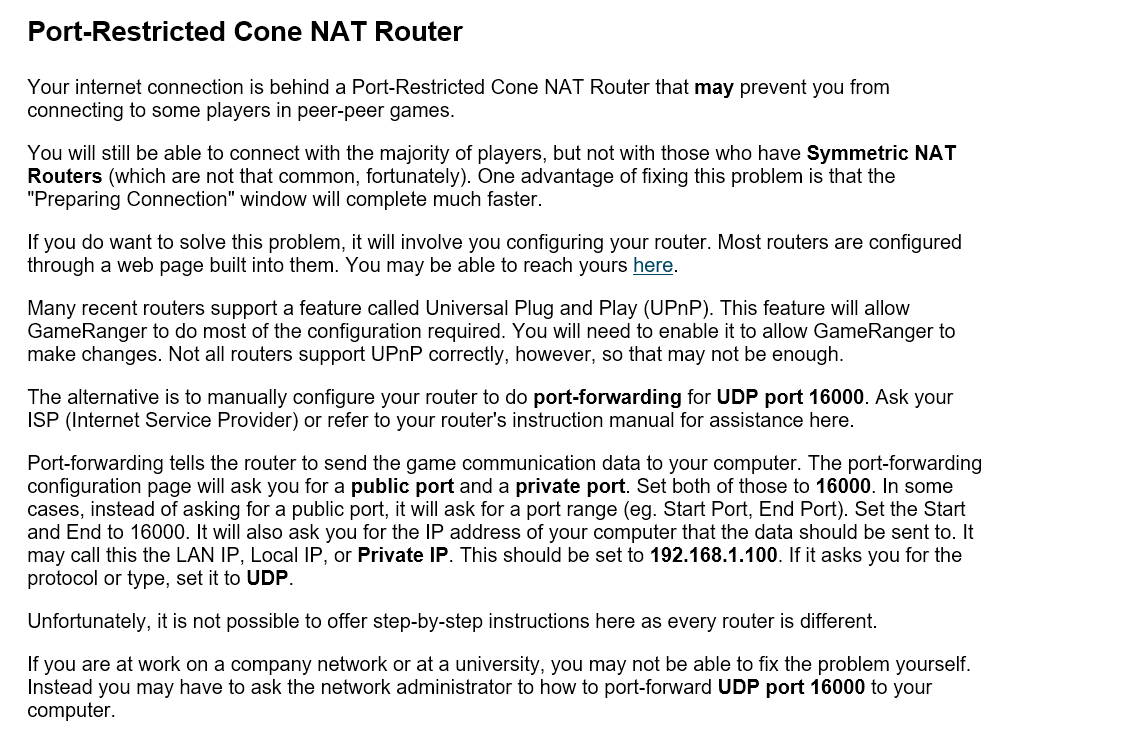 Port-Restricted Cone NAT Router
Your internet connection is behind a Port-Restricted Cone NAT Router that may prevent you from
connecting to some players in peer-peer games.
You will still be able to connect with the majority of players, but not with those who have Symmetric NAT
Routers (which are not that common, fortunately). One advantage of fixing this problem is that the
"Preparing Connection" window will complete much faster.
If you do want to solve this problem, it will involve you configuring your router. Most routers are configured
through a web page built into them. You may be able to reach yours here.
Many recent routers support a feature called Universal Plug and Play (UPnP). This feature will allow
GameRanger to do most of the configuration required. You will need to enable it to allow GameRanger to
make changes. Not all routers support UPnP correctly, however, so that may not be enough.
The alternative is to manually configure your router to do port-forwarding for UDP port 16000. Ask your
ISP (Internet Service Provider) or refer to your router's instruction manual for assistance here.
Port-forwarding tells the router to send the game communication data to your computer. The port-forwarding
configuration page will ask you for a public port and a private port. Set both of those to 16000. In some
cases, instead of asking for a public port, it will ask for a port range (eg. Start Port, End Port). Set the Start
and End to 16000. It will also ask you for the IP address of your computer that the data should be sent to. It
may call this the LAN IP, Local IP, or Private IP. This should be set to 192.168.1.100. If it asks you for the
protocol or type, set it to UDP.
Unfortunately, it is not possible to offer step-by-step instructions here as every router is different.
If you are at work on a company network or at a university, you may not be able to fix the problem yourself.
Instead you may have to ask the network administrator to how to port-forward UDP port 16000 to your
computer.